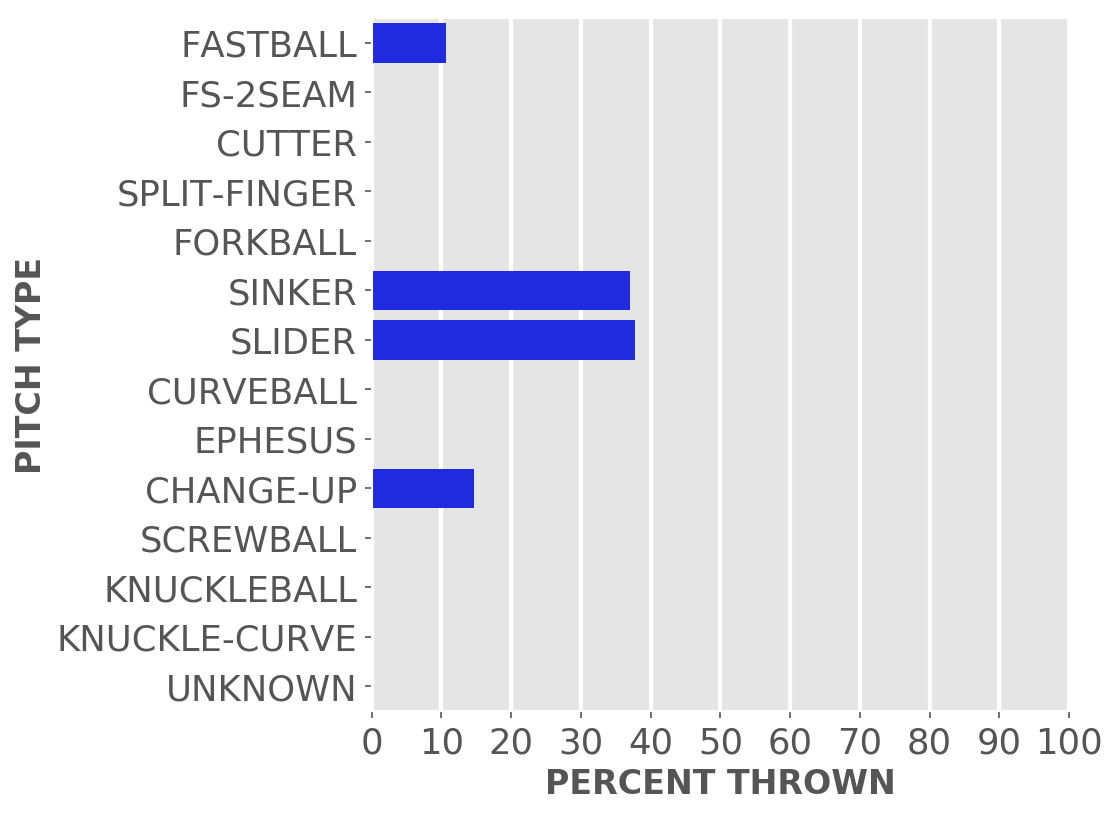 FASTBALL
FS-2SEAM
CUTTER
SPLIT-FINGER
FORKBALL
SINKER
SLIDER
CURVEBALL
EPHESUS
CHANGE-UP
SCREWBALL
KNUCKLEBALL
KNUCKLE-CURVE
UNKNOWN
PITCH TYPE
0 10 20 30 40 50 60 70 80 90 100
PERCENT THROWN